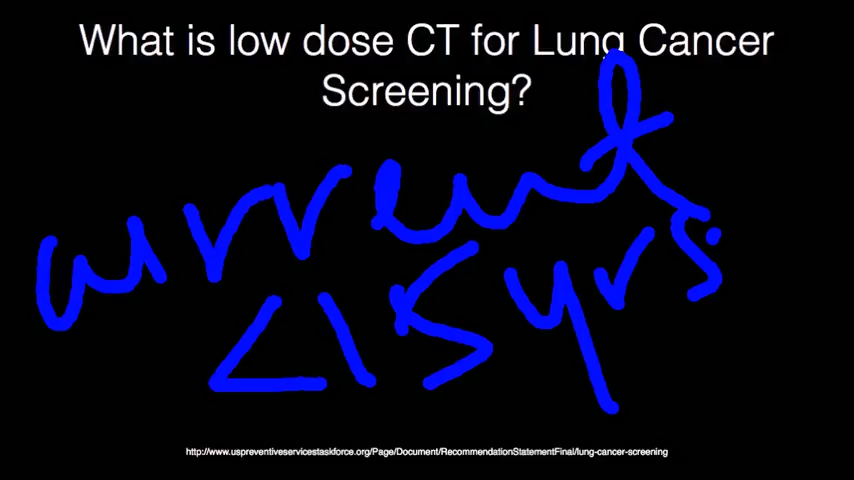 What is low dose CT for Lung Cancer
Screening?
current
<15 yrs.
http://www.uspreventiveservicestaskforce.org/Page/Document/RecommendationStatementFinal/lung-cancer-screening